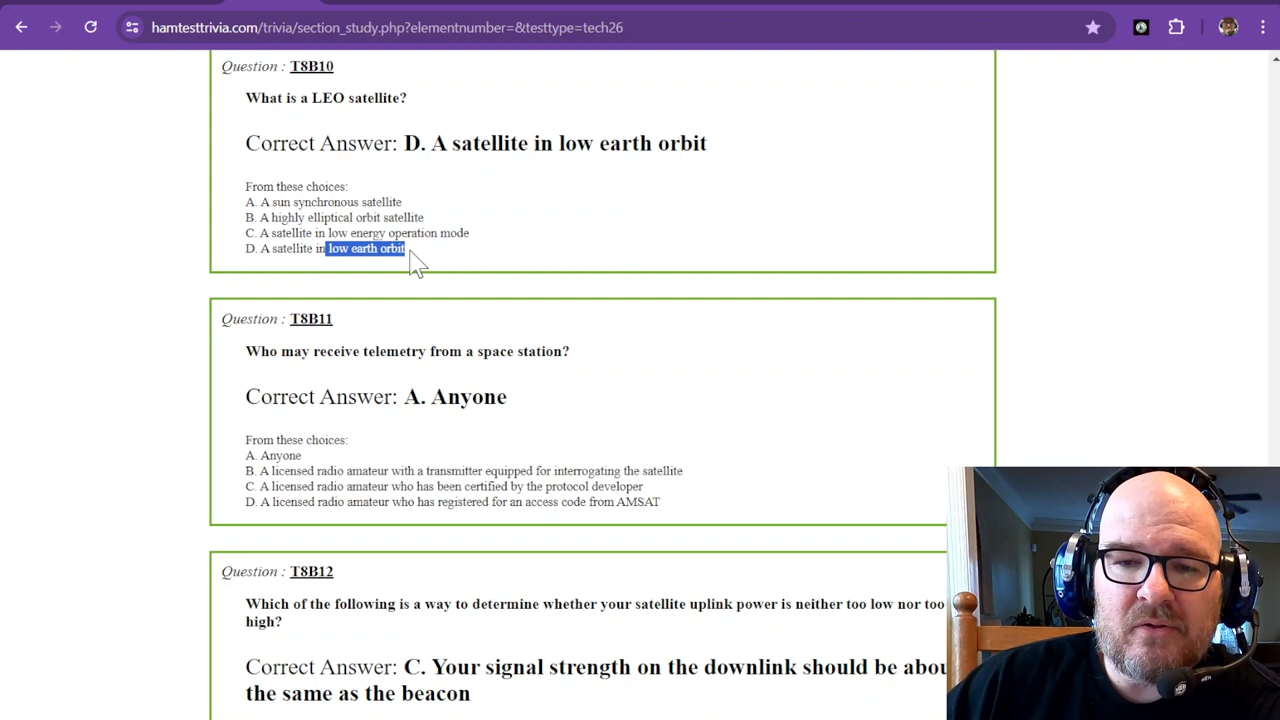 hamtesttrivia.com/trivia/section_study.php?elementnumber=&testtype=tech26
Question : T8B10
What is a LEO satellite?
Correct Answer: D. A satellite in low earth orbit
From these choices:
A. A sun synchronous satellite
B. A highly elliptical orbit satellite
C. A satellite in low energy operation mode
D. A satellite in low earth orbit
Question : T8B11
Who may receive telemetry from a space station?
Correct Answer: A. Anyone
From these choices:
A. Anyone
B. A licensed radio amateur with a transmitter equipped for interrogating the satellite
C. A licensed radio amateur who has been certified by the protocol developer
D. A licensed radio amateur who has registered for an access code from AMSAT
Question : T8B12
Which of the following is a way to determine whether your satellite uplink power is neither too low nor too
high?
Correct Answer: C. Your signal strength on the downlink should be
the same as the beacon